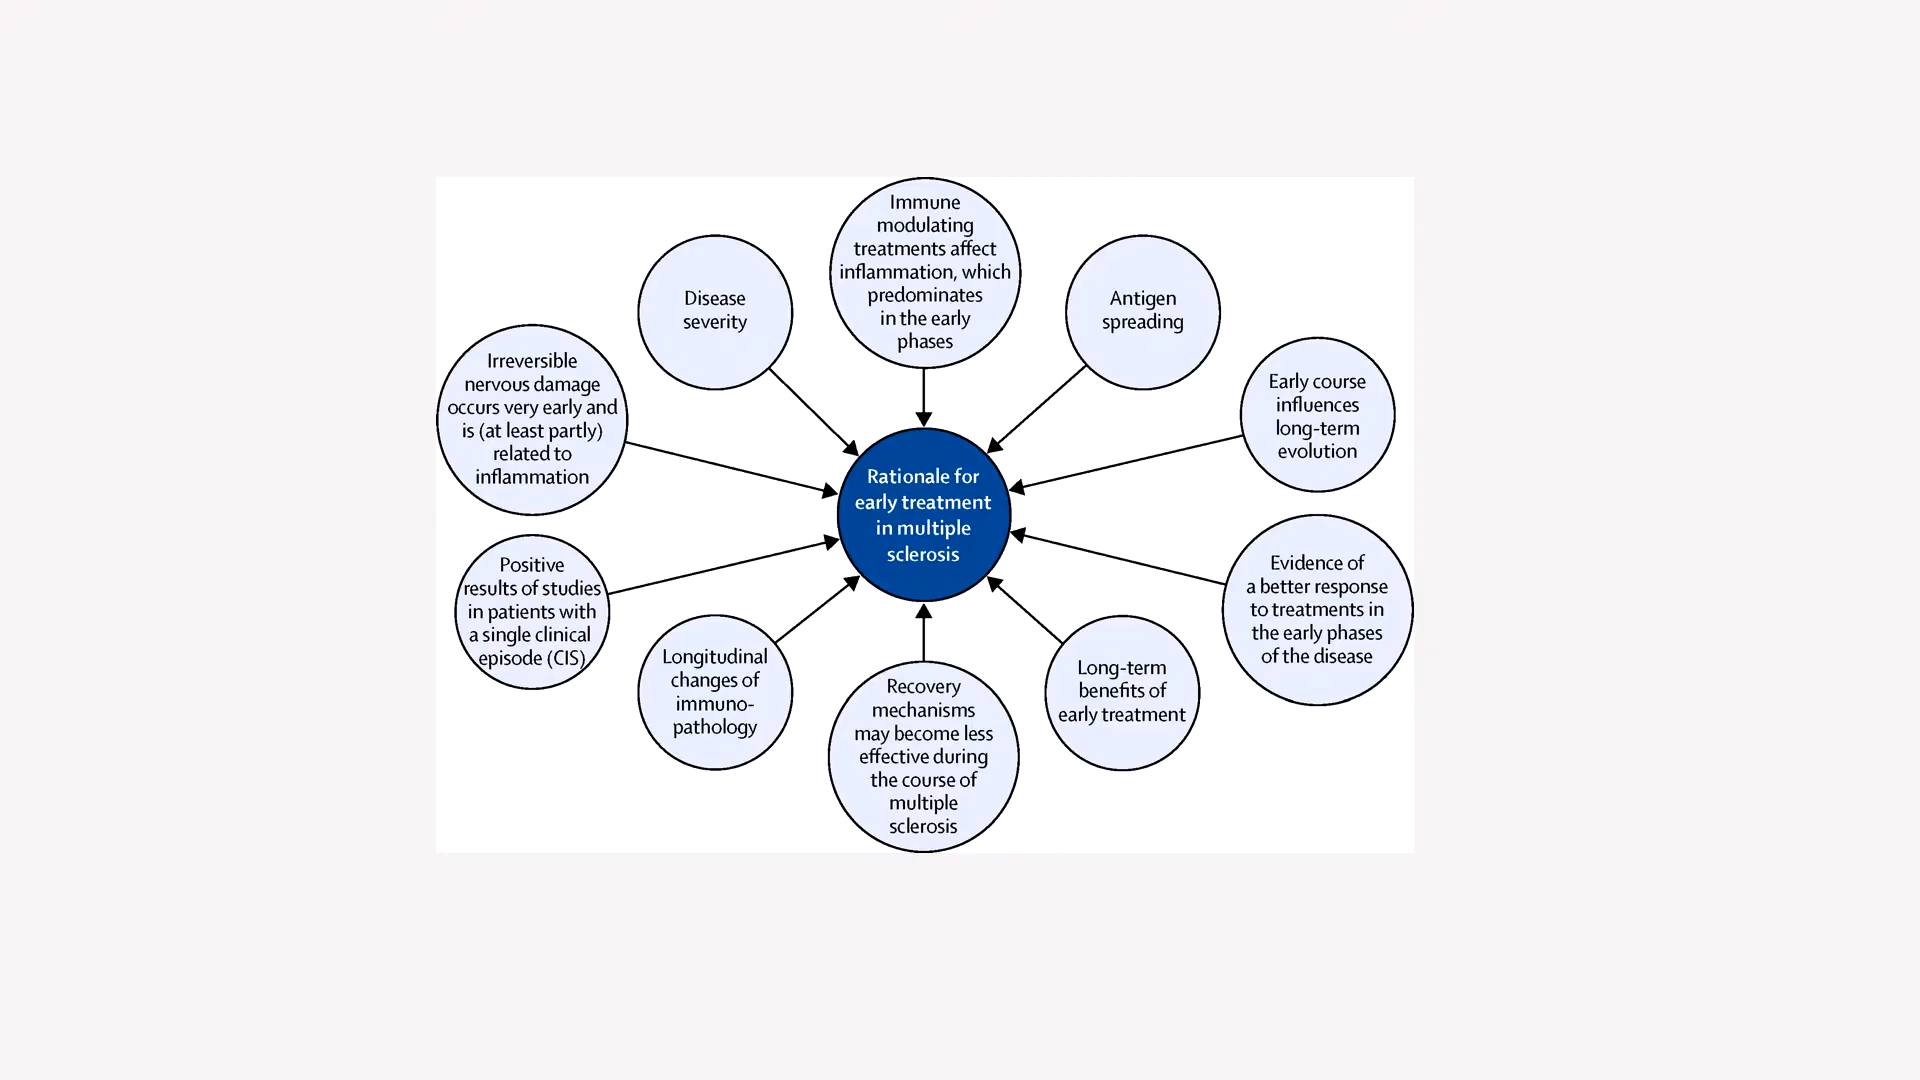 Immune
modulating
treatments affect
inflammation, which
predominates
in the early
phases
Disease
severity
Antigen
spreading
Irreversible
nervous damage
occurs very early and
is (at least partly)
related to
inflammation
Early course
influences
long-term
evolution
Rationale for
early treatment
in multiple
sclerosis
Positive
results of studies
in patients with
a single clinical
episode (CIS)
Evidence of
a better response
to treatments in
the early phases
of the disease
Longitudinal
changes of
immuno-
pathology
Recovery
mechanisms
may become less
effective during
the course of
multiple
sclerosis
Long-term
benefits of
early treatment